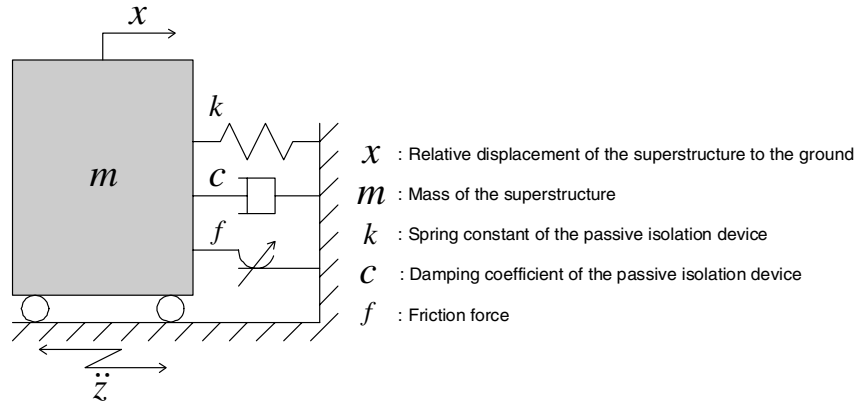 x
k
m
c
f
z̈
x : Relative displacement of the superstructure to the ground
m : Mass of the superstructure
k : Spring constant of the passive isolation device
c : Damping coefficient of the passive isolation device
f : Friction force